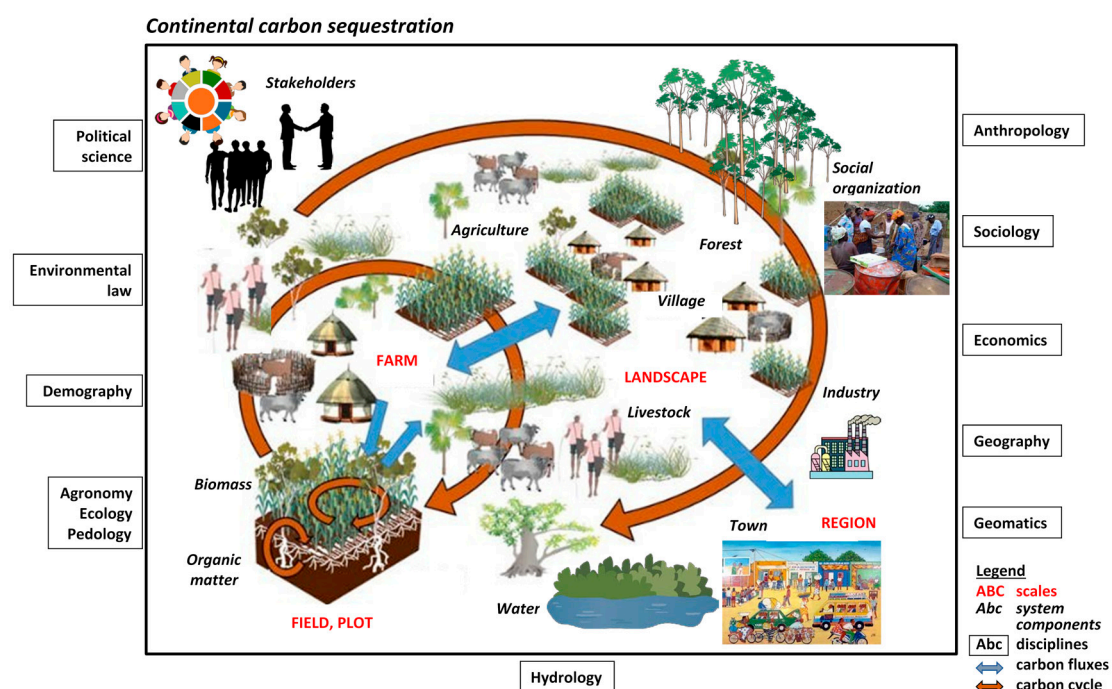 Continental carbon sequestration
Stakeholders
Political
science
Anthropology
Social
organization
Agriculture
Sociology
Forest
Environmental
law
Village
Economics
FARM
LANDSCAPE
Demography
Livestock
Industry
Geography
Biomass
Agronomy
Ecology
Pedology
Town
REGION
Geomatics
Organic
matter
Water
FIELD, PLOT
Legend
ABC scales
Abc system
components
Abc disciplines
carbon fluxes
carbon cycle
Hydrology